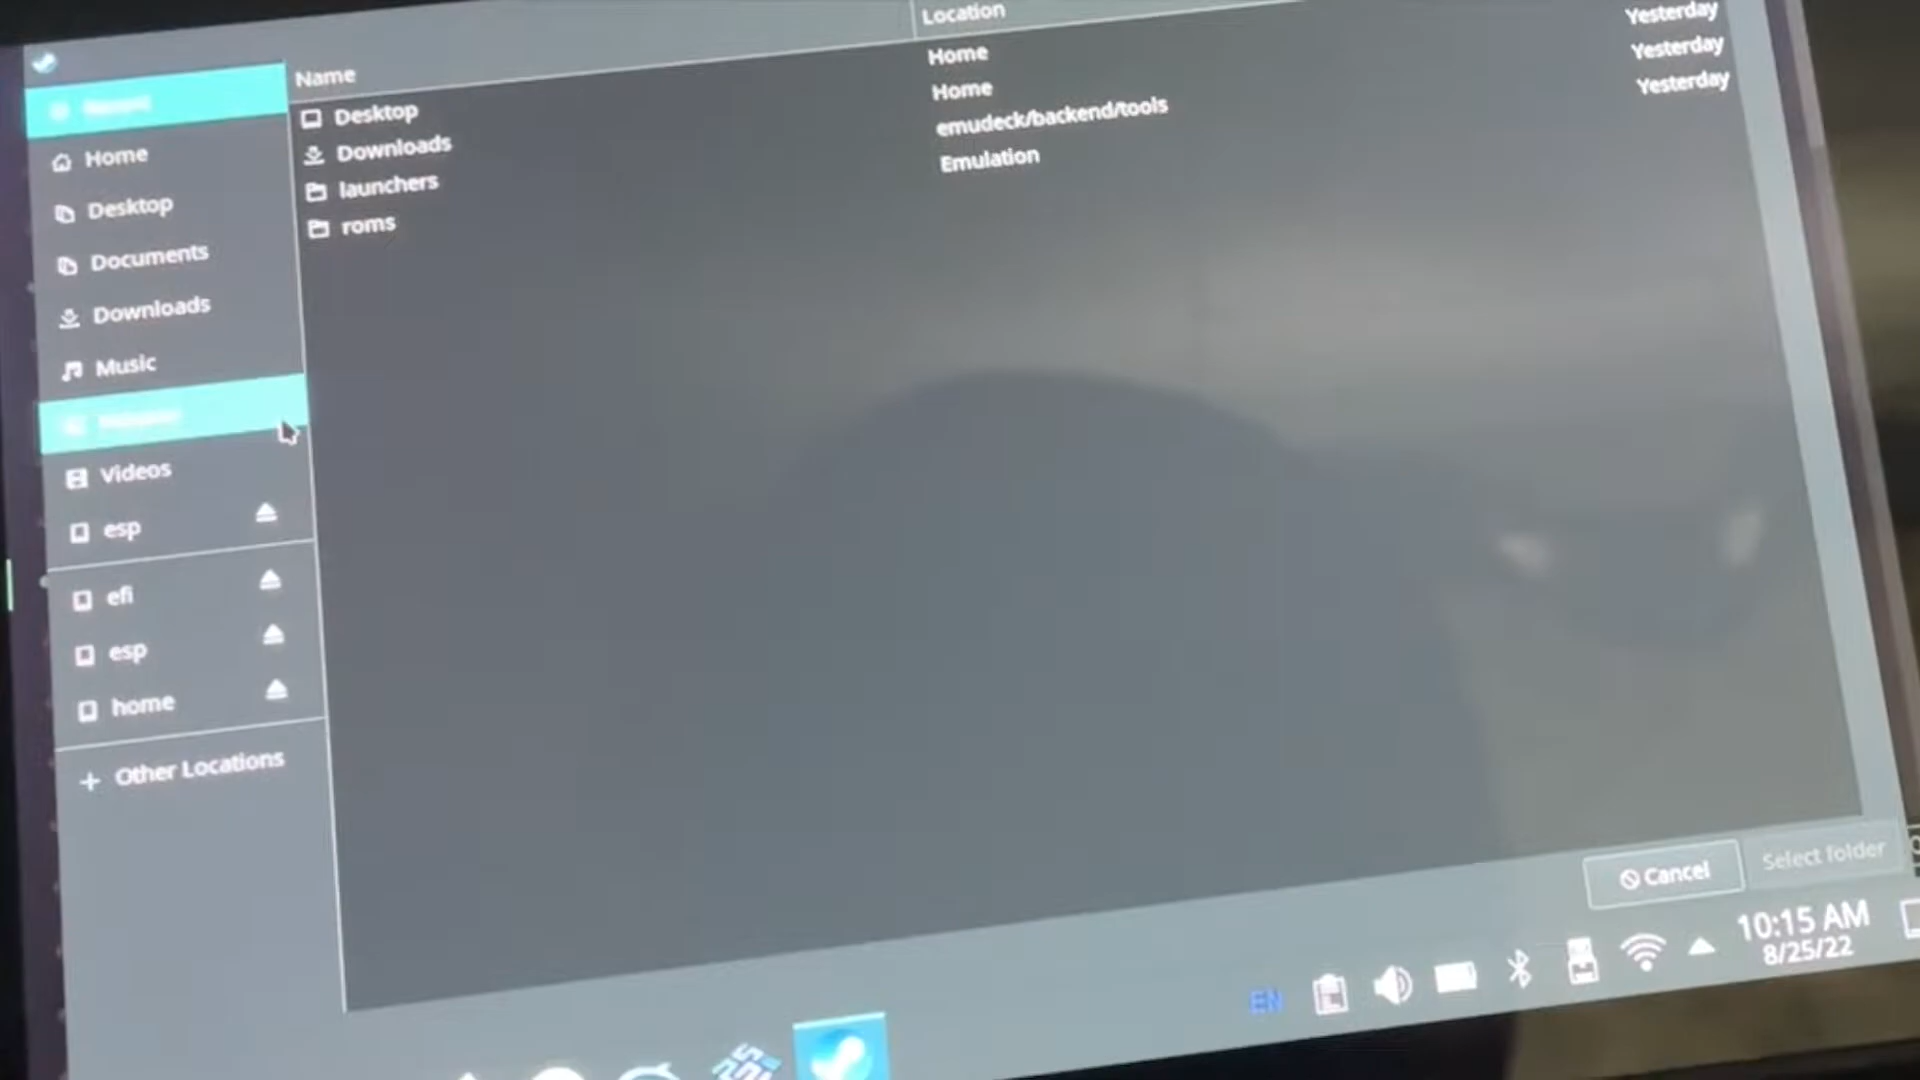 Name
Location
Recent
Home
Desktop
Documents
Downloads
Music
Videos
esp
efi
esp
home
Other Locations
Desktop
Home
Yesterday
Downloads
Home
Yesterday
launchers
emudeck/backend/tools
Yesterday
roms
Emulation
Cancel
Select folder
EN
10:15 AM
8/25/22